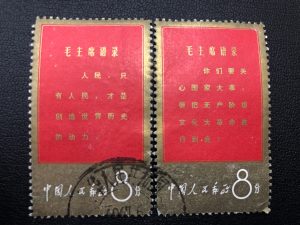 毛主席语录
人民，只
有人民，才是
创造世界历史
的动力。
中国人民邮政 8分
毛主席语录
你们要关
心国家大事，
要把无产阶级
文化大革命进
行到底！
中国人民邮政 8分